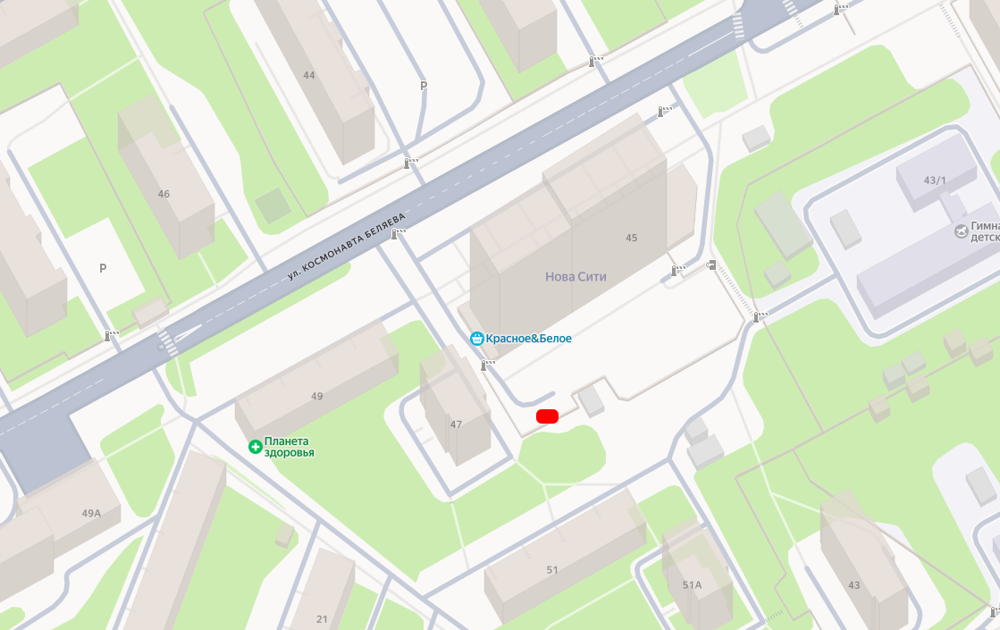 44
P
46
43/1
Гимна
детск
ул. КОСМОНАВТА БЕЛЯЕВА
45
P
Нова Сити
Красное&Белое
49
47
Планета
здоровья
49А
51
51А
43
21